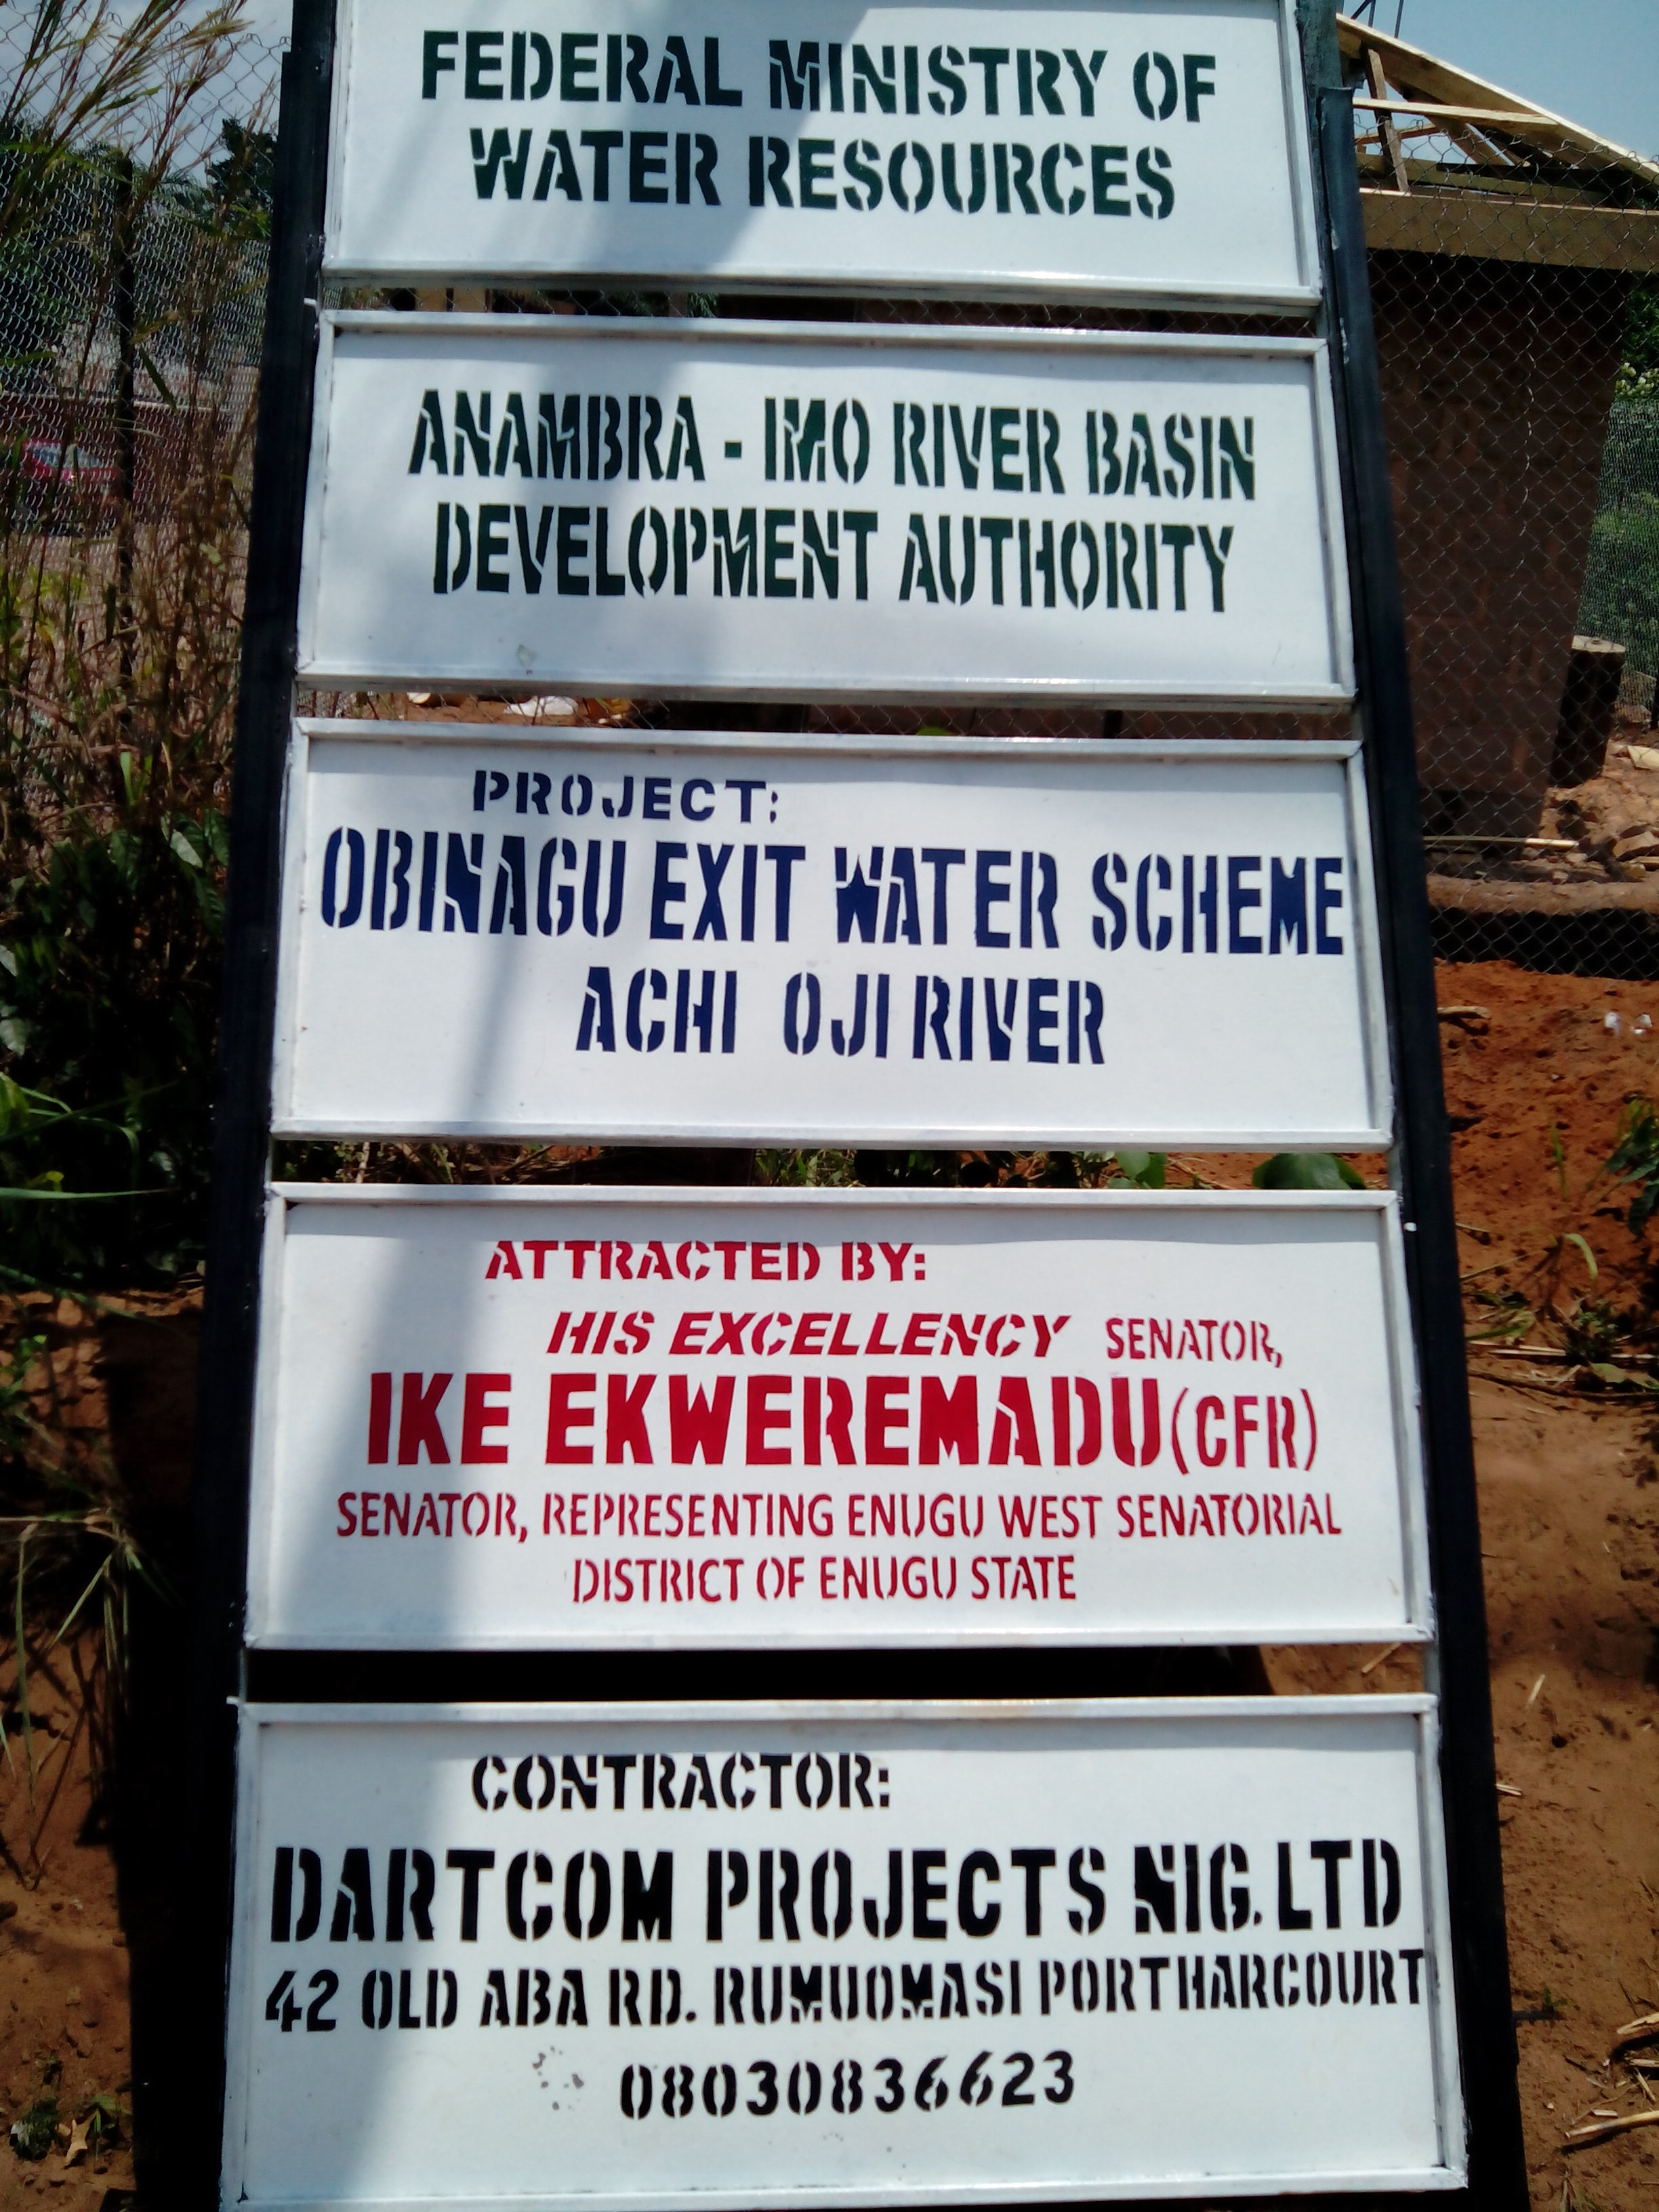 FEDERAL MINISTRY OF
WATER RESOURCES
ANAMBRA - IMO RIVER BASIN
DEVELOPMENT AUTHORITY
PROJECT:
OBINAGU EXIT WATER SCHEME
ACHI OJI RIVER
ATTRACTED BY:
HIS EXCELLENCY SENATOR,
IKE EKWEREMADU(CFR)
SENATOR, REPRESENTING ENUGU WEST SENATORIAL
DISTRICT OF ENUGU STATE
CONTRACTOR:
DARTCOM PROJECTS NIG. LTD
42 OLD ABA RD. RUMUOMASI PORTHARCOURT
08030836623